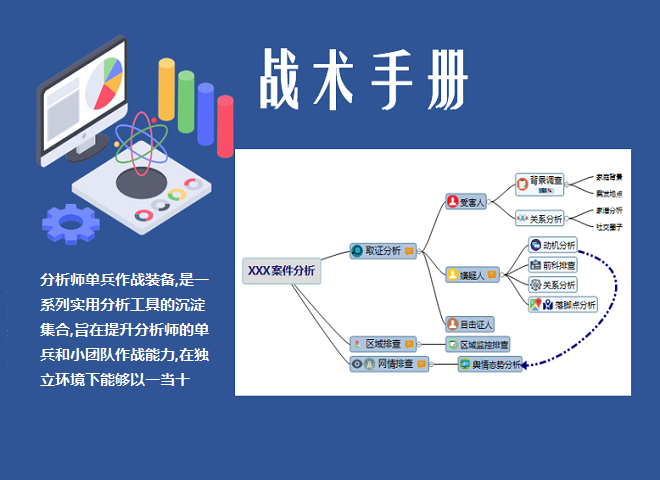 战术手册
分析师单兵作战装备,是一
系列实用分析工具的沉淀
集合,旨在提升分析师的单
兵和小团队作战能力,在独
立环境下能够以一当十
XXX案件分析
取证分析
受害人
背景调查
家庭背景
案发地点
关系分析
家谱分析
社交圈子
嫌疑人
动机分析
前科排查
关系分析
落脚点分析
目击证人
区域排查
区域监控排查
网情排查
舆情态势分析